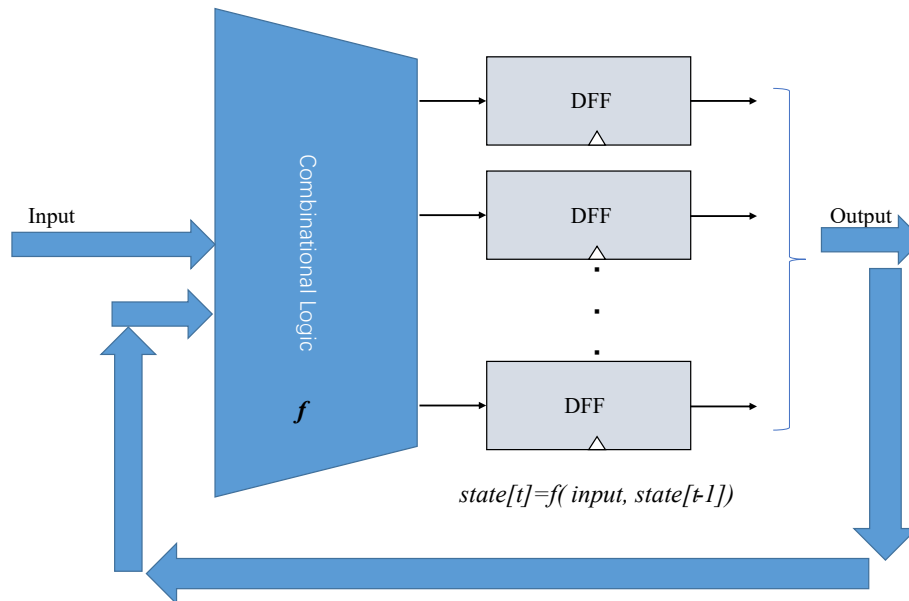 Input
Combinational Logic
f
DFF
DFF
DFF
Output
state[t]=f( input, state[t-1])